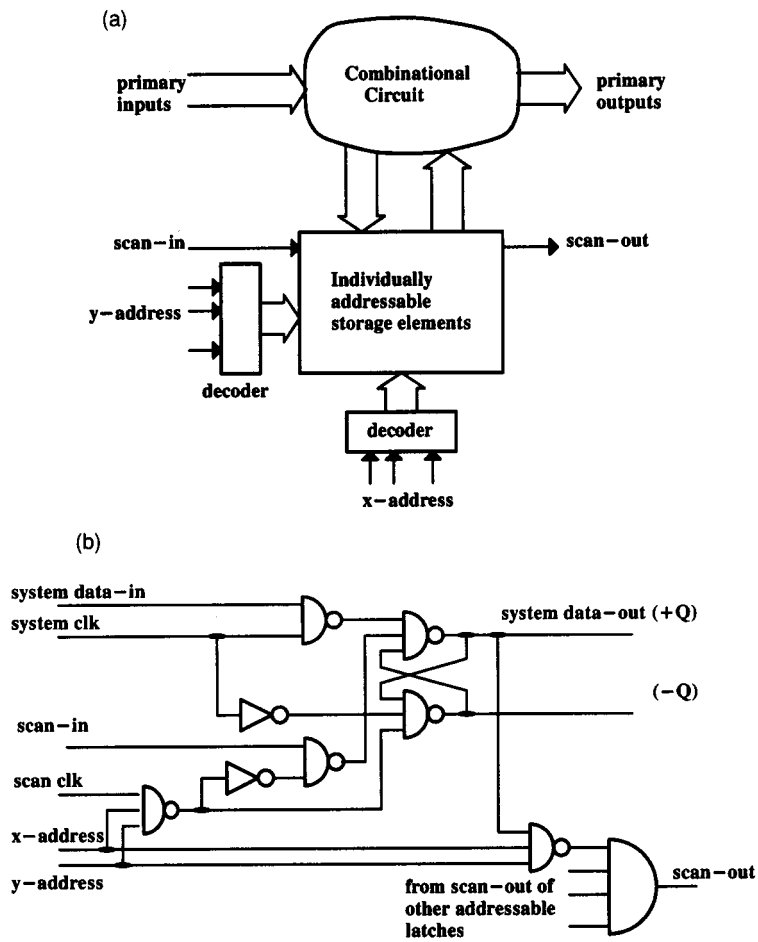 (a)
Combinational
Circuit
primary
inputs
primary
outputs
scan-in
scan-out
Individually
addressable
storage elements
y-address
decoder
decoder
x-address
(b)
system data-in
system clk
system data-out (+Q)
(-Q)
scan-in
scan clk
x-address
y-address
from scan-out of
other addressable
latches
scan-out